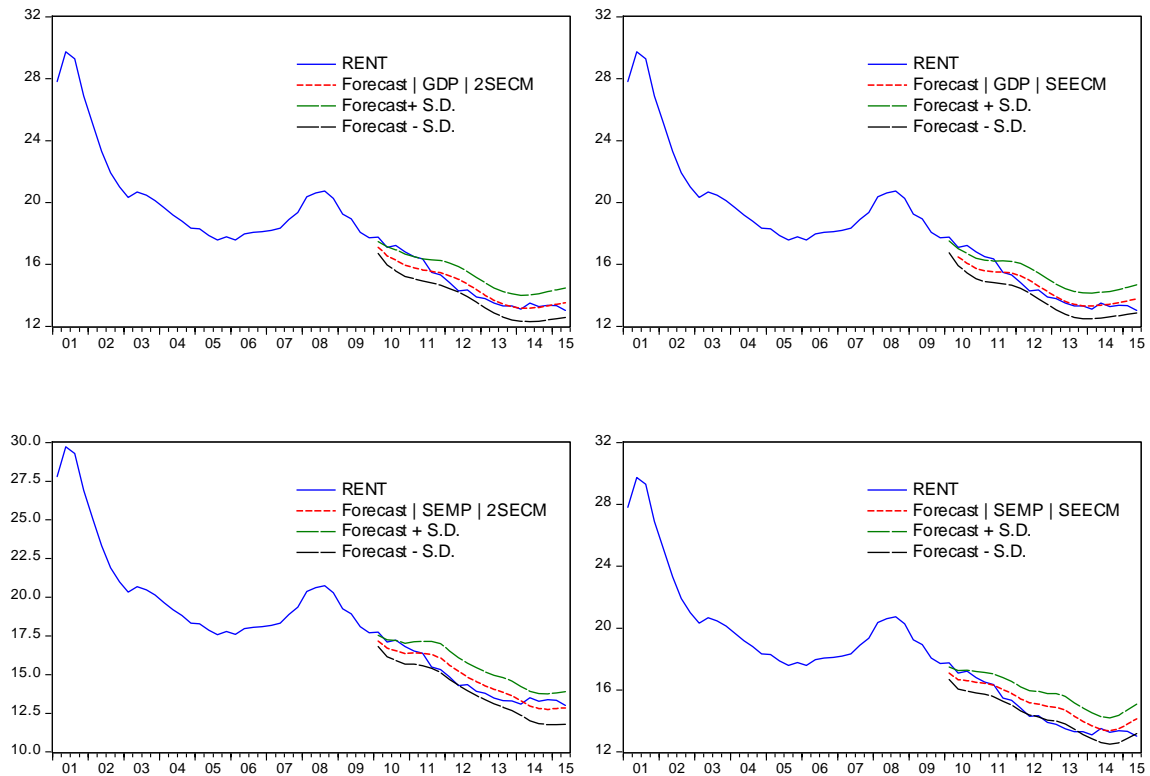 32
28
24
20
16
12
RENT
Forecast | GDP | 2SECM
Forecast+ S.D.
Forecast - S.D.
01 02 03 04 05 06 07 08 09 10 11 12 13 14 15
32
28
24
20
16
12
RENT
Forecast | GDP | SEECM
Forecast + S.D.
Forecast - S.D.
01 02 03 04 05 06 07 08 09 10 11 12 13 14 15
30.0
27.5
25.0
22.5
20.0
17.5
15.0
12.5
10.0
RENT
Forecast | SEMP | 2SECM
Forecast + S.D.
Forecast - S.D.
01 02 03 04 05 06 07 08 09 10 11 12 13 14 15
32
28
24
20
16
12
RENT
Forecast | SEMP | SEECM
Forecast + S.D.
Forecast - S.D.
01 02 03 04 05 06 07 08 09 10 11 12 13 14 15